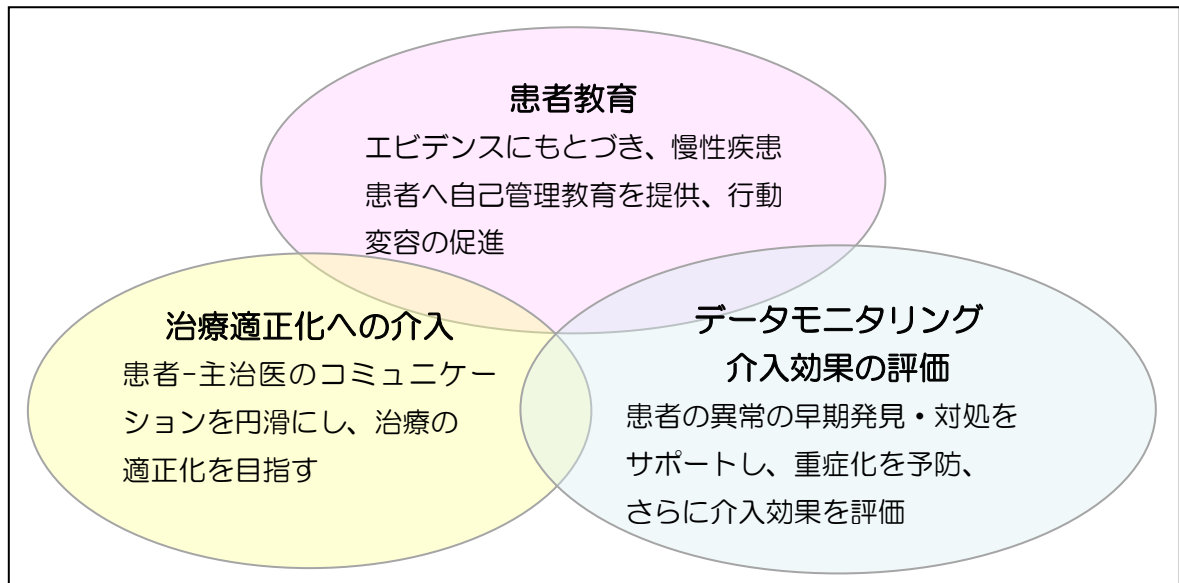 患者教育
エビデンスにもとづき、慢性疾患
患者へ自己管理教育を提供、行動
変容の促進
治療適正化への介入
患者-主治医のコミュニケー
ションを円滑にし、治療の
適正化を目指す
データモニタリング
介入効果の評価
患者の異常の早期発見・対処を
サポートし、重症化を予防、
さらに介入効果を評価